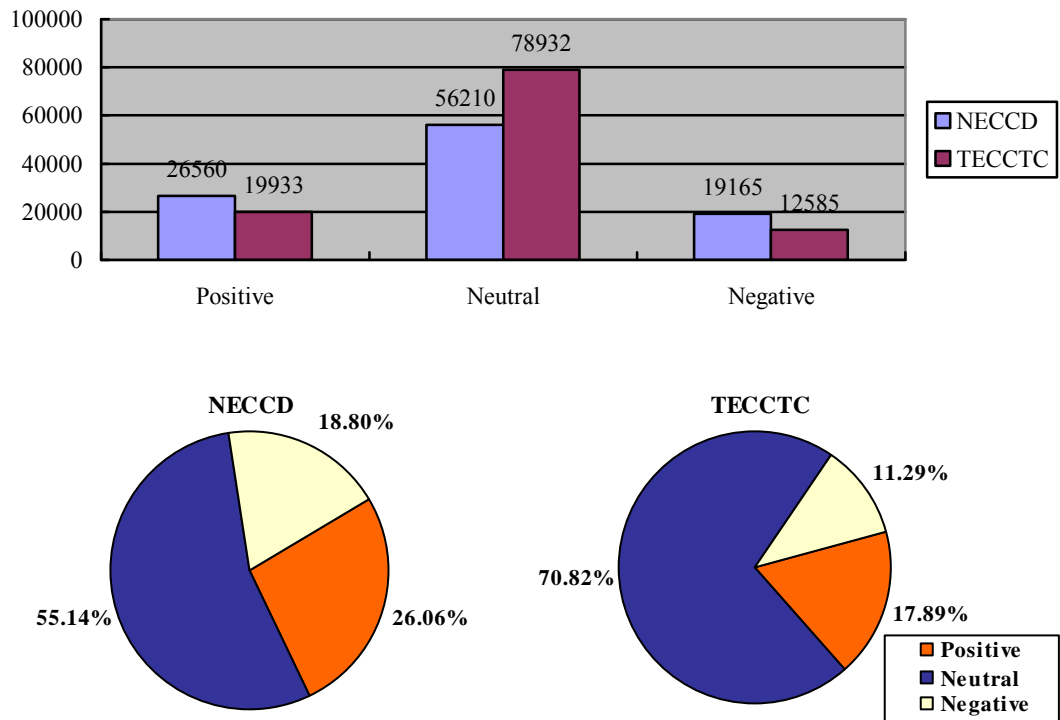 100000
80000
60000
40000
20000
0
26560
19933
56210
78932
19165
12585
Positive
Neutral
Negative
NECCD
TECCTC
NECCD
18.80%
55.14%
26.06%
TECCTC
11.29%
70.82%
17.89%
Positive
Neutral
Negative